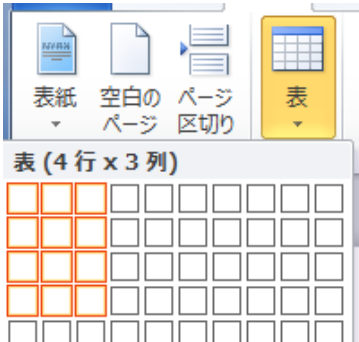 表紙
空白の
ページ
ページ
区切り
表
表 (4 行 x 3 列)